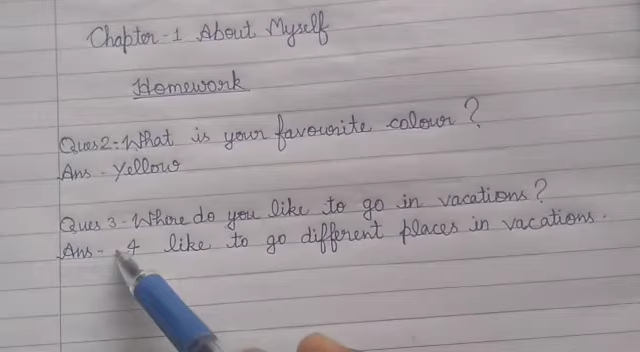 Chapter-1 About Myself
Homework
Ques2:-What is your favourite colour?
Ans - Yellow
Ques 3-Where do you like to go in vacations?
Ans - I like to go different places in vacations.